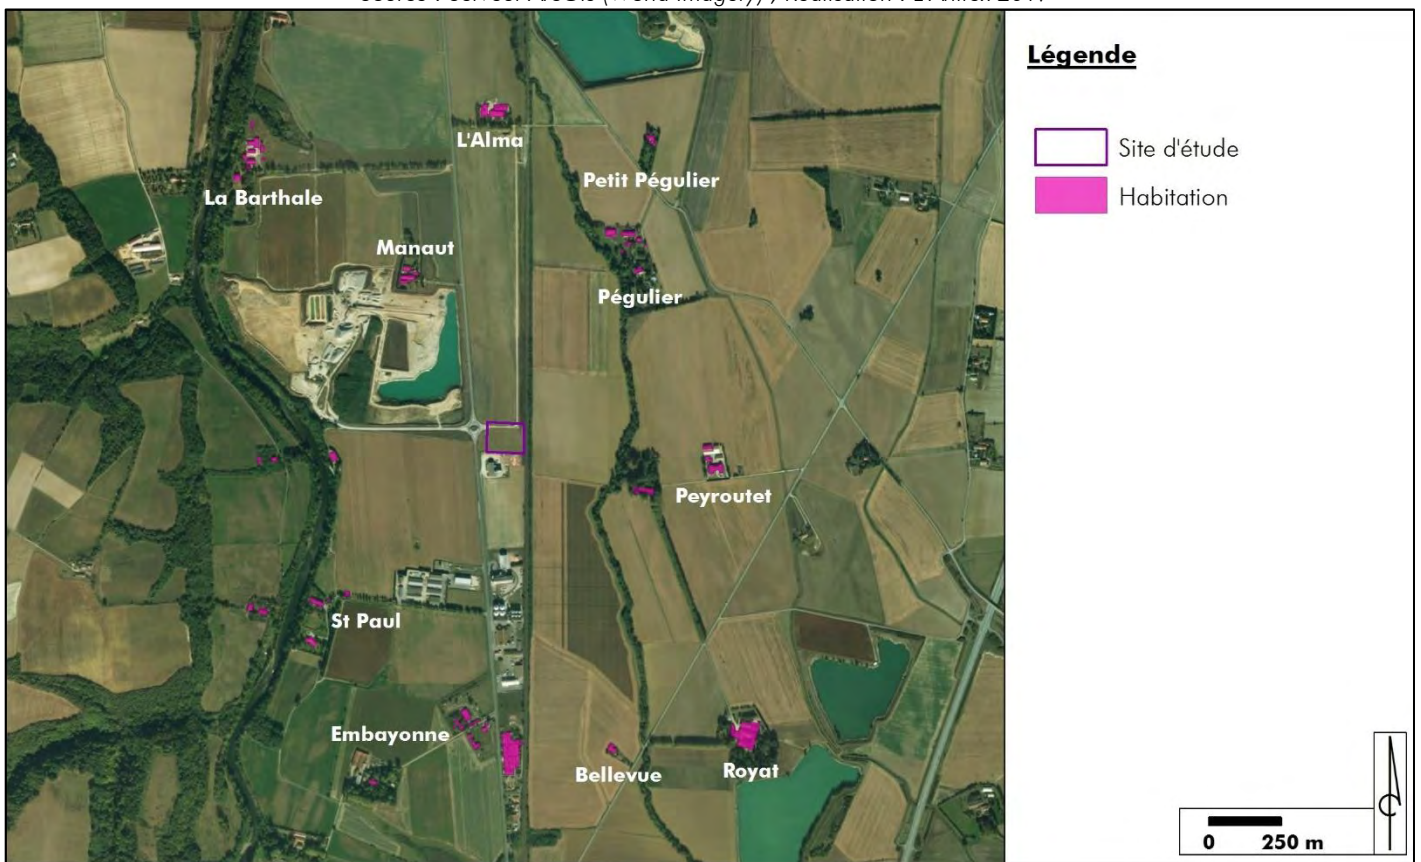 Légende
Site d'étude
Habitation
L'Alma
Petit Pégulier
La Barthale
Manaut
Pégulier
Peyroutet
St Paul
Embayonne
Bellevue
Royat
0 250 m